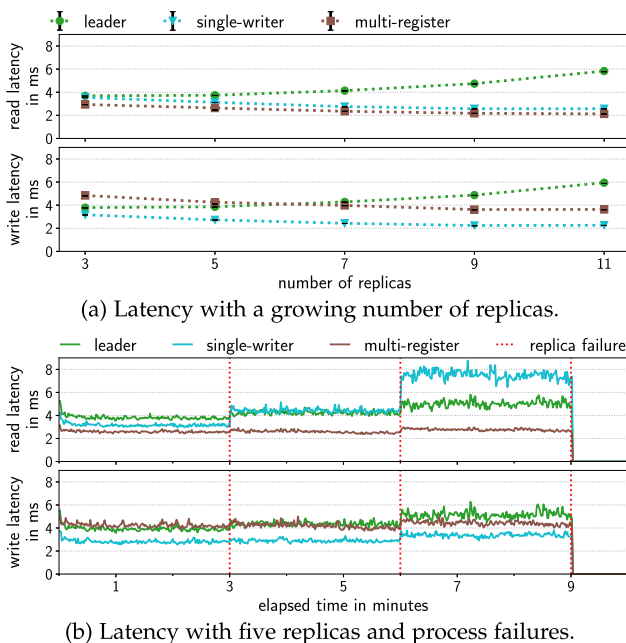 leader single-writer multi-register
read latency
in ms
8
6
4
2
0
write latency
in ms
8
6
4
2
0
3 5 7 9 11
number of replicas
(a) Latency with a growing number of replicas.
leader single-writer multi-register replica failure
read latency
in ms
8
6
4
2
0
write latency
in ms
8
6
4
2
0
1 3 5 7 9
elapsed time in minutes
(b) Latency with five replicas and process failures.